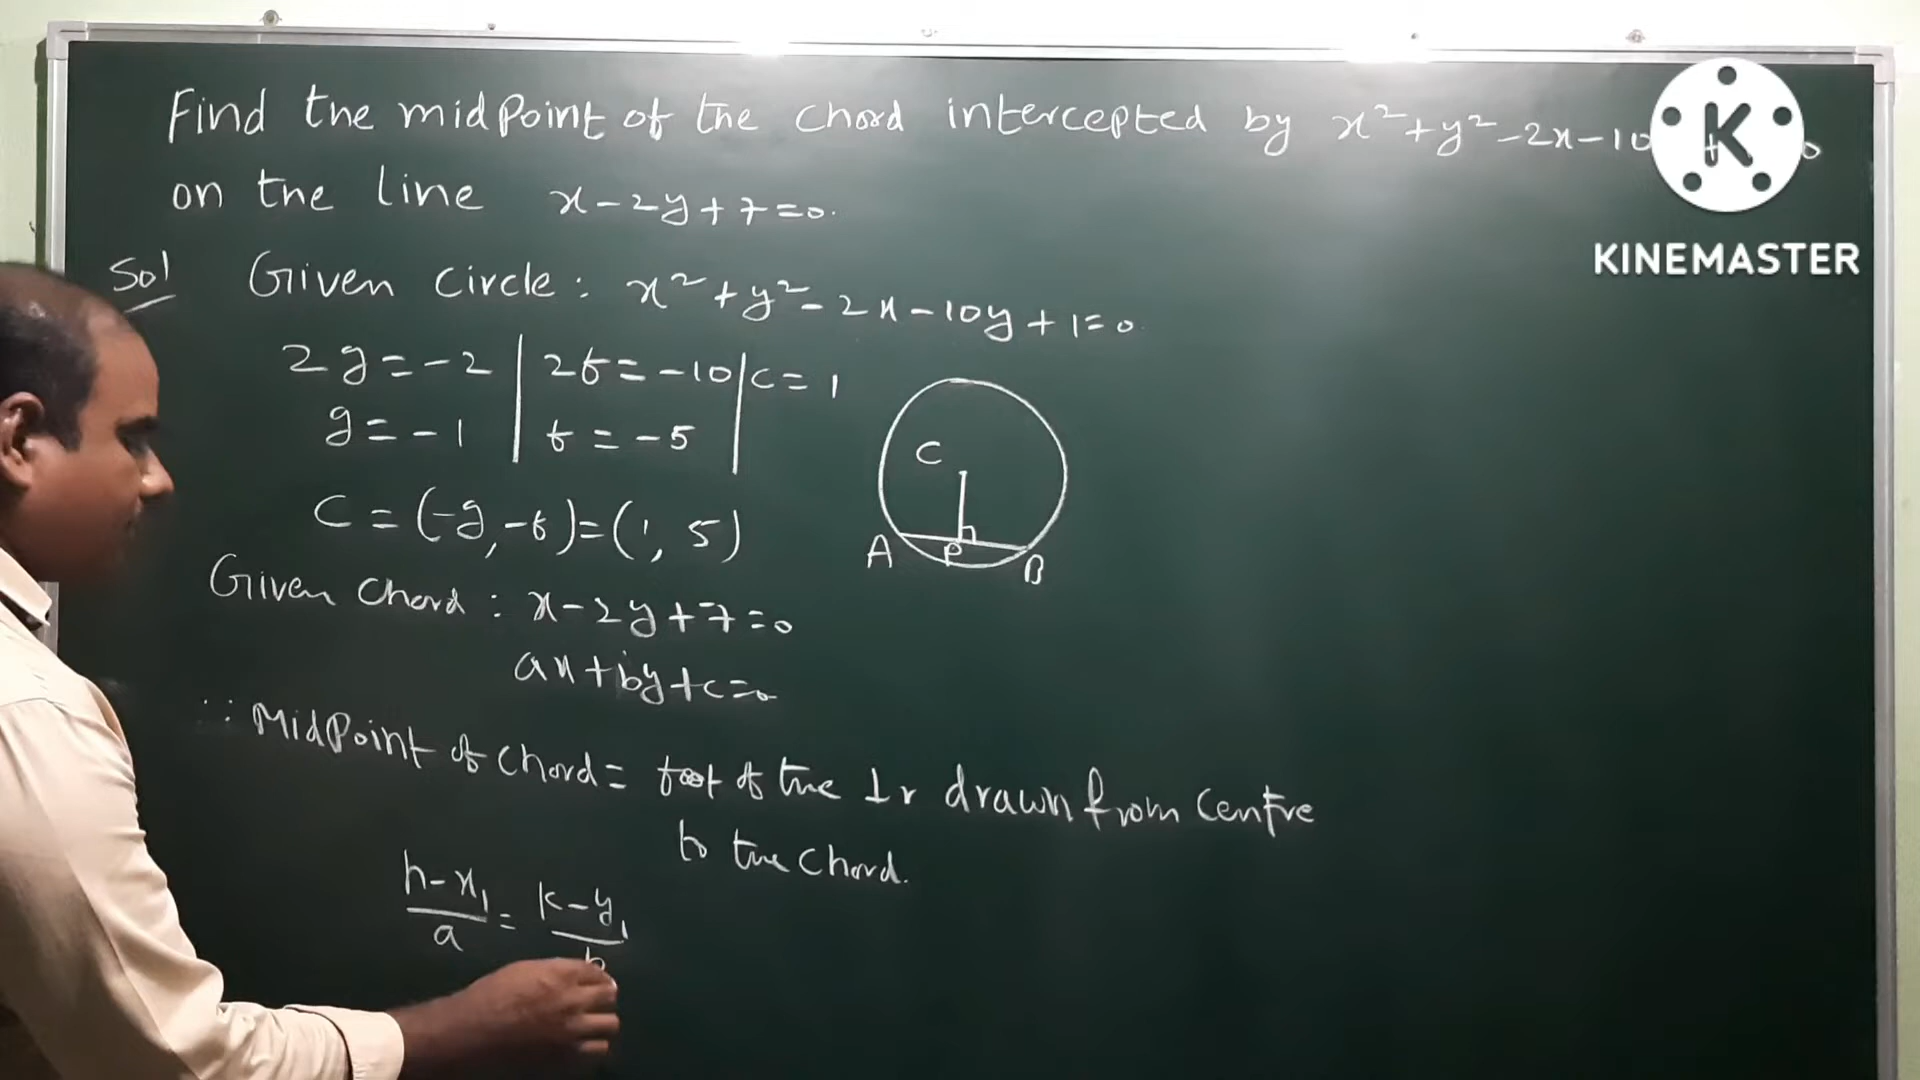 Find the midpoint of the chord intercepted by x²+y²-2x-10
on the line x-2y+7=0.
K
KINEMASTER
Sol Given Circle: x²+y²-2x-10y+1=0
2g=-2 | 2f=-10 | c=1
g=-1 | f=-5
C
C=(-g,-f)=(1, 5)
A P B
Given chord: x-2y+7=0
ax+by+c=0
∵ Midpoint of chord = foot of the ⊥r drawn from Centre
to the chord.
(h-x₁)/a = (k-y₁)/b